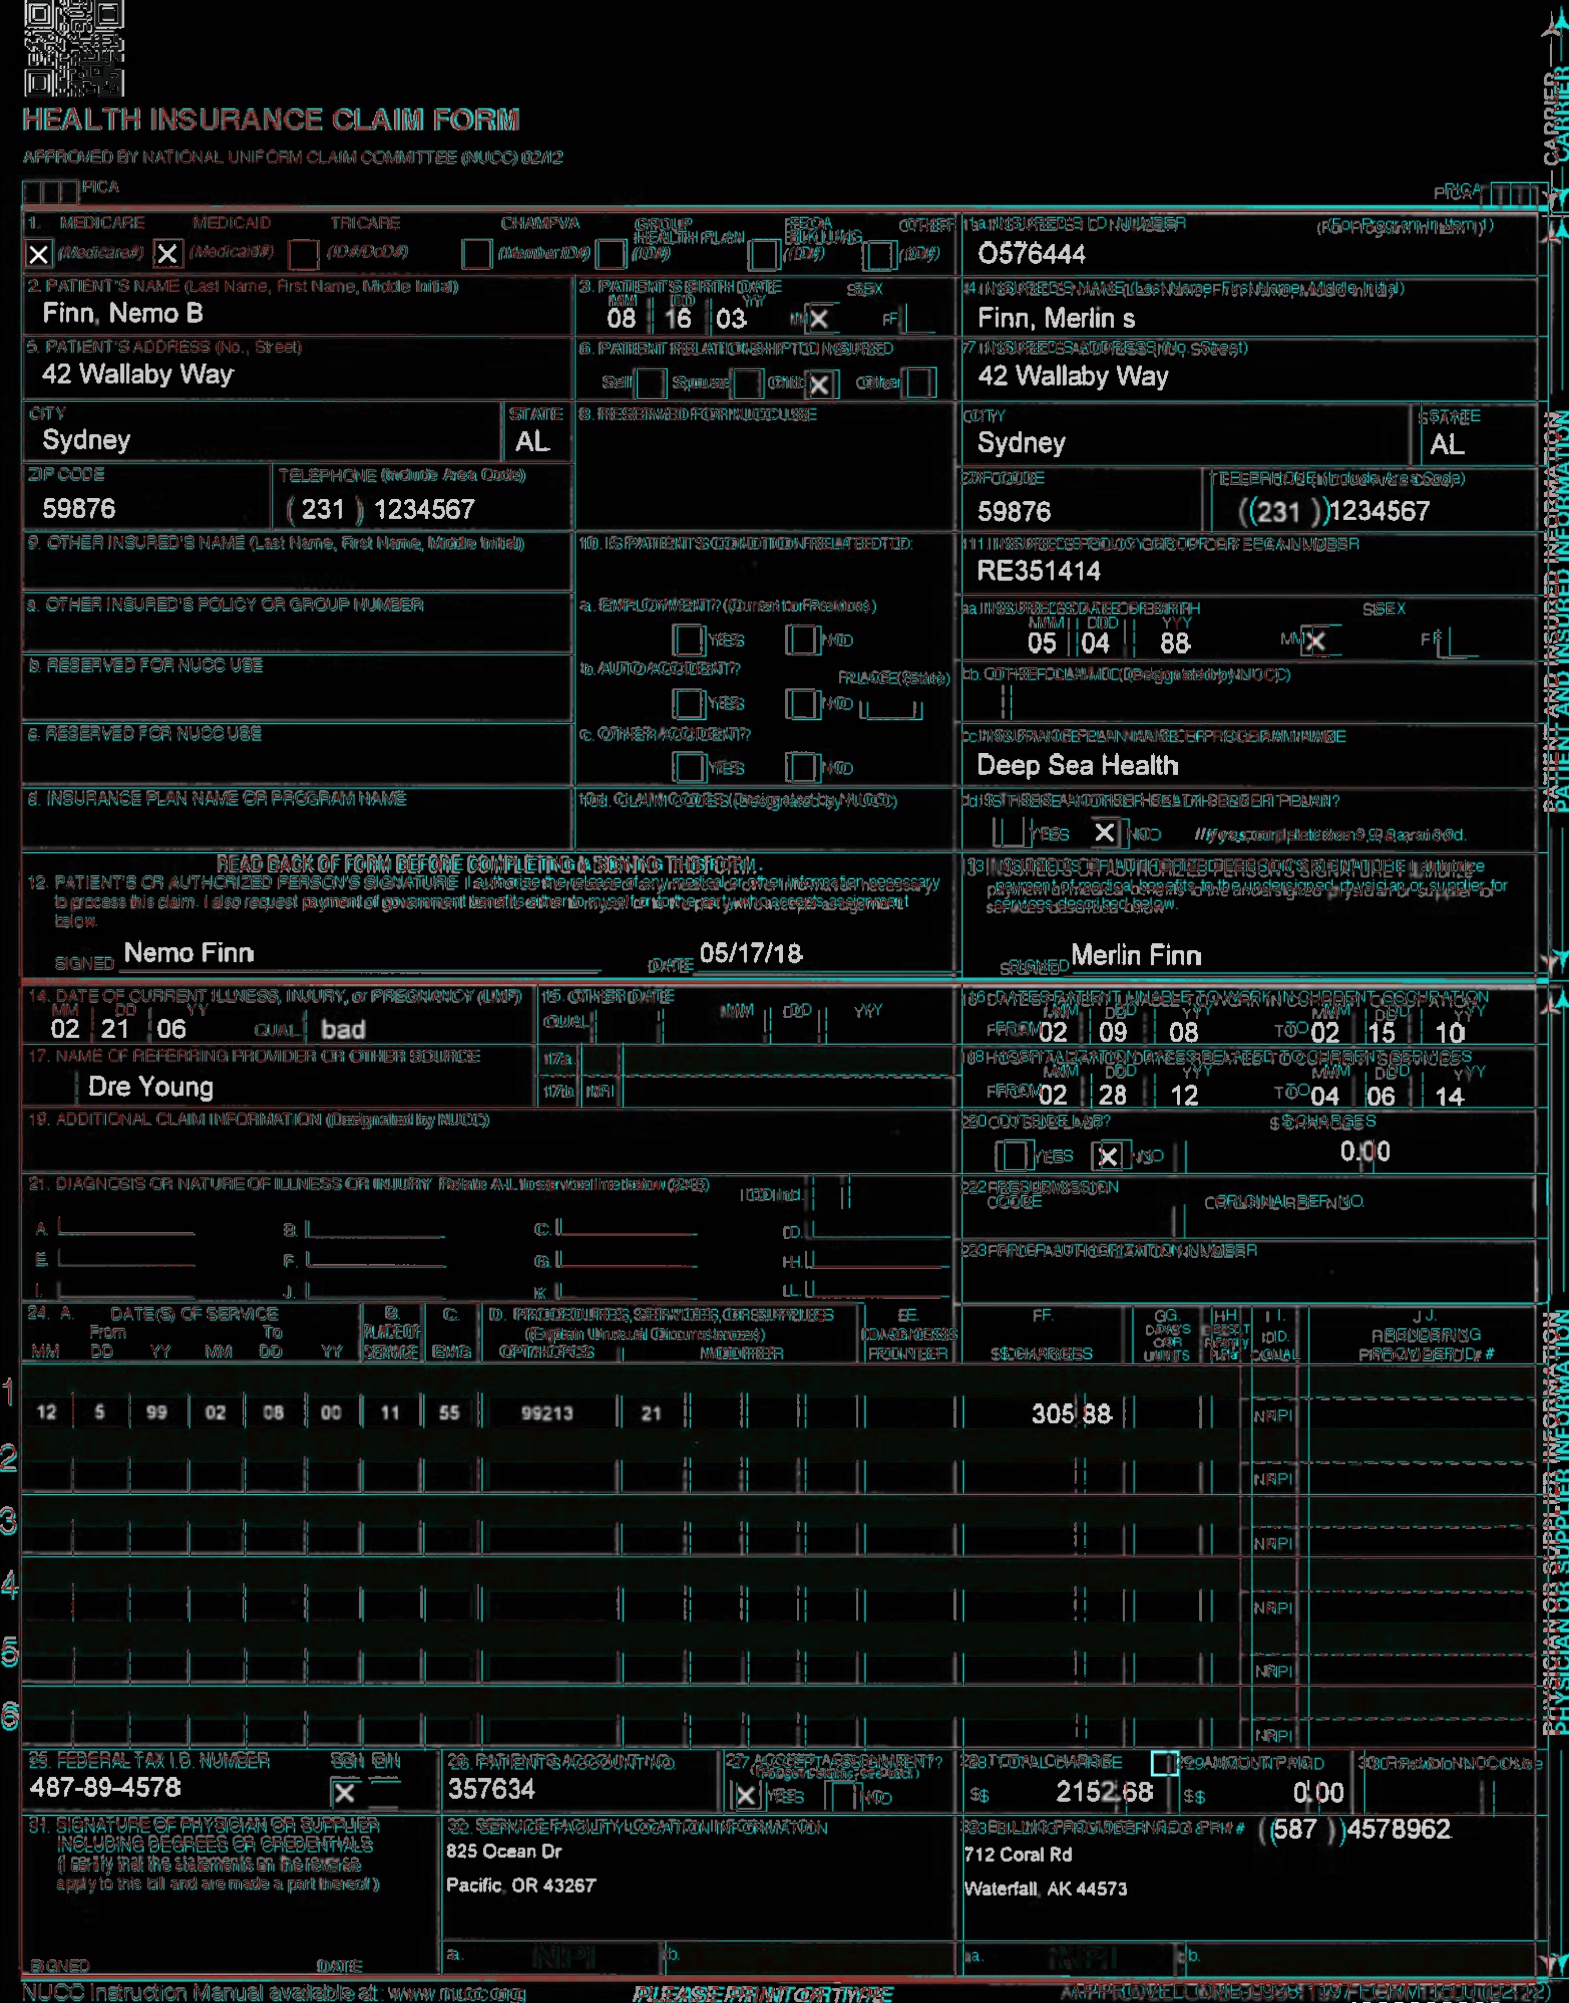 HEALTH INSURANCE CLAIM FORM
APPROVED BY NATIONAL UNIFORM CLAIM COMMITTEE (NUCC) 02/12
PICA
PICA
CARRIER
1. MEDICARE MEDICAID TRICARE CHAMPVA GROUP HEALTH PLAN FECA BLK LUNG OTHER
(Medicare#) (Medicaid#) (ID#/DoD#) (Member ID#) (ID#) (ID#) (ID#)
1a. INSURED'S I.D. NUMBER (For Program in Item 1)
O576444
2. PATIENT'S NAME (Last Name, First Name, Middle Initial)
Finn, Nemo B
3. PATIENT'S BIRTH DATE SEX
MM DD YY
08 16 03 M X F
4. INSURED'S NAME (Last Name, First Name, Middle Initial)
Finn, Merlin s
5. PATIENT'S ADDRESS (No., Street)
42 Wallaby Way
6. PATIENT RELATIONSHIP TO INSURED
Self Spouse Child X Other
7. INSURED'S ADDRESS (No., Street)
42 Wallaby Way
CITY STATE
Sydney AL
8. RESERVED FOR NUCC USE
CITY STATE
Sydney AL
ZIP CODE TELEPHONE (Include Area Code)
59876 (231) 1234567
ZIP CODE TELEPHONE (Include Area Code)
59876 (231) 1234567
9. OTHER INSURED'S NAME (Last Name, First Name, Middle Initial)
10. IS PATIENT'S CONDITION RELATED TO:
11. INSURED'S POLICY GROUP OR FECA NUMBER
RE351414
a. OTHER INSURED'S POLICY OR GROUP NUMBER
a. EMPLOYMENT? (Current or Previous)
YES NO
a. INSURED'S DATE OF BIRTH SEX
MM DD YY
05 04 88 M X F
b. RESERVED FOR NUCC USE
b. AUTO ACCIDENT? PLACE (State)
YES NO
b. OTHER CLAIM ID (Designated by NUCC)
c. RESERVED FOR NUCC USE
c. OTHER ACCIDENT?
YES NO
c. INSURANCE PLAN NAME OR PROGRAM NAME
Deep Sea Health
d. INSURANCE PLAN NAME OR PROGRAM NAME
10d. CLAIM CODES (Designated by NUCC)
d. IS THERE ANOTHER HEALTH BENEFIT PLAN?
YES X NO If yes, complete items 9, 9a, and 9d.
READ BACK OF FORM BEFORE COMPLETING & SIGNING THIS FORM.
12. PATIENT'S OR AUTHORIZED PERSON'S SIGNATURE I authorize the release of any medical or other information necessary
to process this claim. I also request payment of government benefits either to myself or to the party who accepts assignment
below.
SIGNED Nemo Finn DATE 05/17/18
13. INSURED'S OR AUTHORIZED PERSON'S SIGNATURE I authorize
payment of medical benefits to the undersigned physician or supplier for
services described below.
SIGNED Merlin Finn
PATIENT AND INSURED INFORMATION
14. DATE OF CURRENT ILLNESS, INJURY, or PREGNANCY (LMP)
MM DD YY
02 21 06 QUAL. bad
15. OTHER DATE
QUAL. MM DD YY
16. DATES PATIENT UNABLE TO WORK IN CURRENT OCCUPATION
MM DD YY MM DD YY
FROM 02 09 08 TO 02 15 10
17. NAME OF REFERRING PROVIDER OR OTHER SOURCE
Dre Young
17a.
17b. NPI
18. HOSPITALIZATION DATES RELATED TO CURRENT SERVICES
MM DD YY MM DD YY
FROM 02 28 12 TO 04 06 14
19. ADDITIONAL CLAIM INFORMATION (Designated by NUCC)
20. OUTSIDE LAB? $ CHARGES
YES X NO 0.00
21. DIAGNOSIS OR NATURE OF ILLNESS OR INJURY Relate A-L to service line below (24E) ICD Ind.
A. B. C. D.
E. F. G. H.
I. J. K. L.
22. RESUBMISSION CODE ORIGINAL REF. NO.
23. PRIOR AUTHORIZATION NUMBER
24. A. DATE(S) OF SERVICE B. C. D. PROCEDURES, SERVICES, OR SUPPLIES E. F. G. H. I. J.
From To PLACE OF (Explain Unusual Circumstances) DIAGNOSIS DAYS OR ID. RENDERING
MM DD YY MM DD YY SERVICE EMG CPT/HCPCS MODIFIER POINTER $ CHARGES UNITS QUAL. PROVIDER ID. #
1 12 5 99 02 08 00 11 55 99213 21 305 88 NPI
2 NPI
3 NPI
4 NPI
5 NPI
6 NPI
PHYSICIAN OR SUPPLIER INFORMATION
25. FEDERAL TAX I.D. NUMBER SSN EIN
487-89-4578 X
26. PATIENT'S ACCOUNT NO.
357634
27. ACCEPT ASSIGNMENT?
X YES NO
28. TOTAL CHARGE
$ 2152.68
29. AMOUNT PAID
$ 0.00
30. Rsvd for NUCC Use
31. SIGNATURE OF PHYSICIAN OR SUPPLIER
INCLUDING DEGREES OR CREDENTIALS
(I certify that the statements on the reverse
apply to this bill and are made a part thereof.)
SIGNED DATE
32. SERVICE FACILITY LOCATION INFORMATION
825 Ocean Dr
Pacific, OR 43267
a. NPI b.
33. BILLING PROVIDER INFO & PH # (587) 4578962
712 Coral Rd
Waterfall, AK 44573
a. NPI b.
NUCC Instruction Manual available at: www.nucc.org
PLEASE PRINT OR TYPE